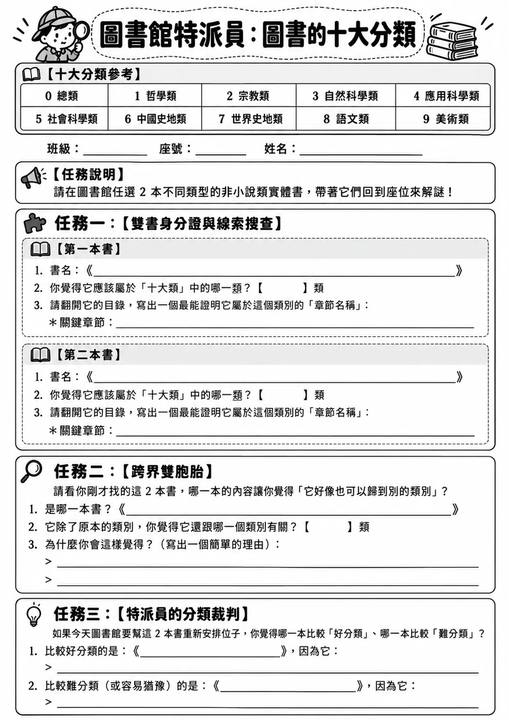 圖書館特派員：圖書的十大分類
【十大分類參考】
0 總類 1 哲學類 2 宗教類 3 自然科學類 4 應用科學類
5 社會科學類 6 中國史地類 7 世界史地類 8 語文類 9 美術類
班級：________ 座號：________ 姓名：________________
【任務說明】
請在圖書館任選 2 本不同類型的非小說類實體書，帶著它們回到座位來解謎！
任務一：【雙書身分證與線索搜查】
【第一本書】
1. 書名：《________________》
2. 你覺得它應該屬於「十大類」中的哪一類？【　　　】類
3. 請翻開它的目錄，寫出一個最能證明它屬於這個類別的「章節名稱」：
＊關鍵章節：________________
【第二本書】
1. 書名：《________________》
2. 你覺得它應該屬於「十大類」中的哪一類？【　　　】類
3. 請翻開它的目錄，寫出一個最能證明它屬於這個類別的「章節名稱」：
＊關鍵章節：________________
任務二：【跨界雙胞胎】
請看你剛才找的這 2 本書，哪一本的內容讓你覺得「它好像也可以歸到別的類別」？
1. 是哪一本書？《________________》
2. 它除了原本的類別，你覺得它還跟哪一個類別有關？【　　　】類
3. 為什麼你會這樣覺得？（寫出一個簡單的理由）：
> ________________
> ________________
任務三：【特派員的分類裁判】
如果今天圖書館要幫這 2 本書重新安排位子，你覺得哪一本比較「好分類」、哪一本比較「難分類」？
1. 比較好分類的是：《________________》，因為它：
> ________________
2. 比較難分類（或容易猶豫）的是：《________________》，因為它：
> ________________